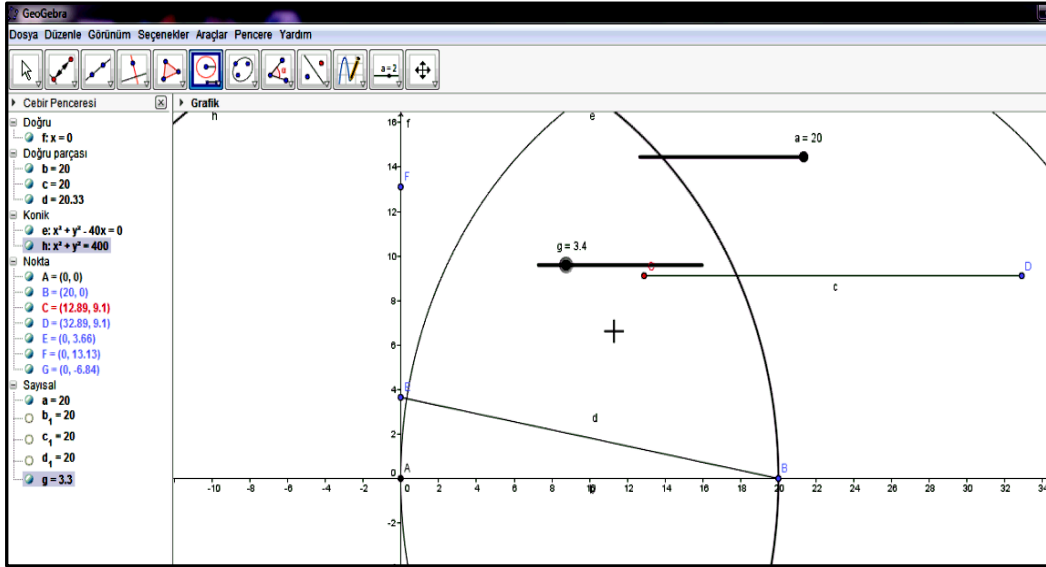 GeoGebra
Dosya Düzenle Görünüm Seçenekler Araçlar Pencere Yardım
a = 2
Cebir Penceresi
Doğru
f: x = 0
Doğru parçası
b = 20
c = 20
d = 20.33
Konik
e: x² + y² - 40x = 0
h: x² + y² = 400
Nokta
A = (0, 0)
B = (20, 0)
C = (12.89, 9.1)
D = (32.89, 9.1)
E = (0, 3.66)
F = (0, 13.13)
G = (0, -6.84)
Sayısal
a = 20
b₁ = 20
c₁ = 20
d₁ = 20
g = 3.3
Grafik
h
f
e
16
a = 20
14
F
12
g = 3.4
10
D
c
8
6
4
E
d
2
0
A
B
-10 -8 -6 -4 -2 0 2 4 6 8 10 12 14 16 18 20 22 24 26 28 30 32 34
-2